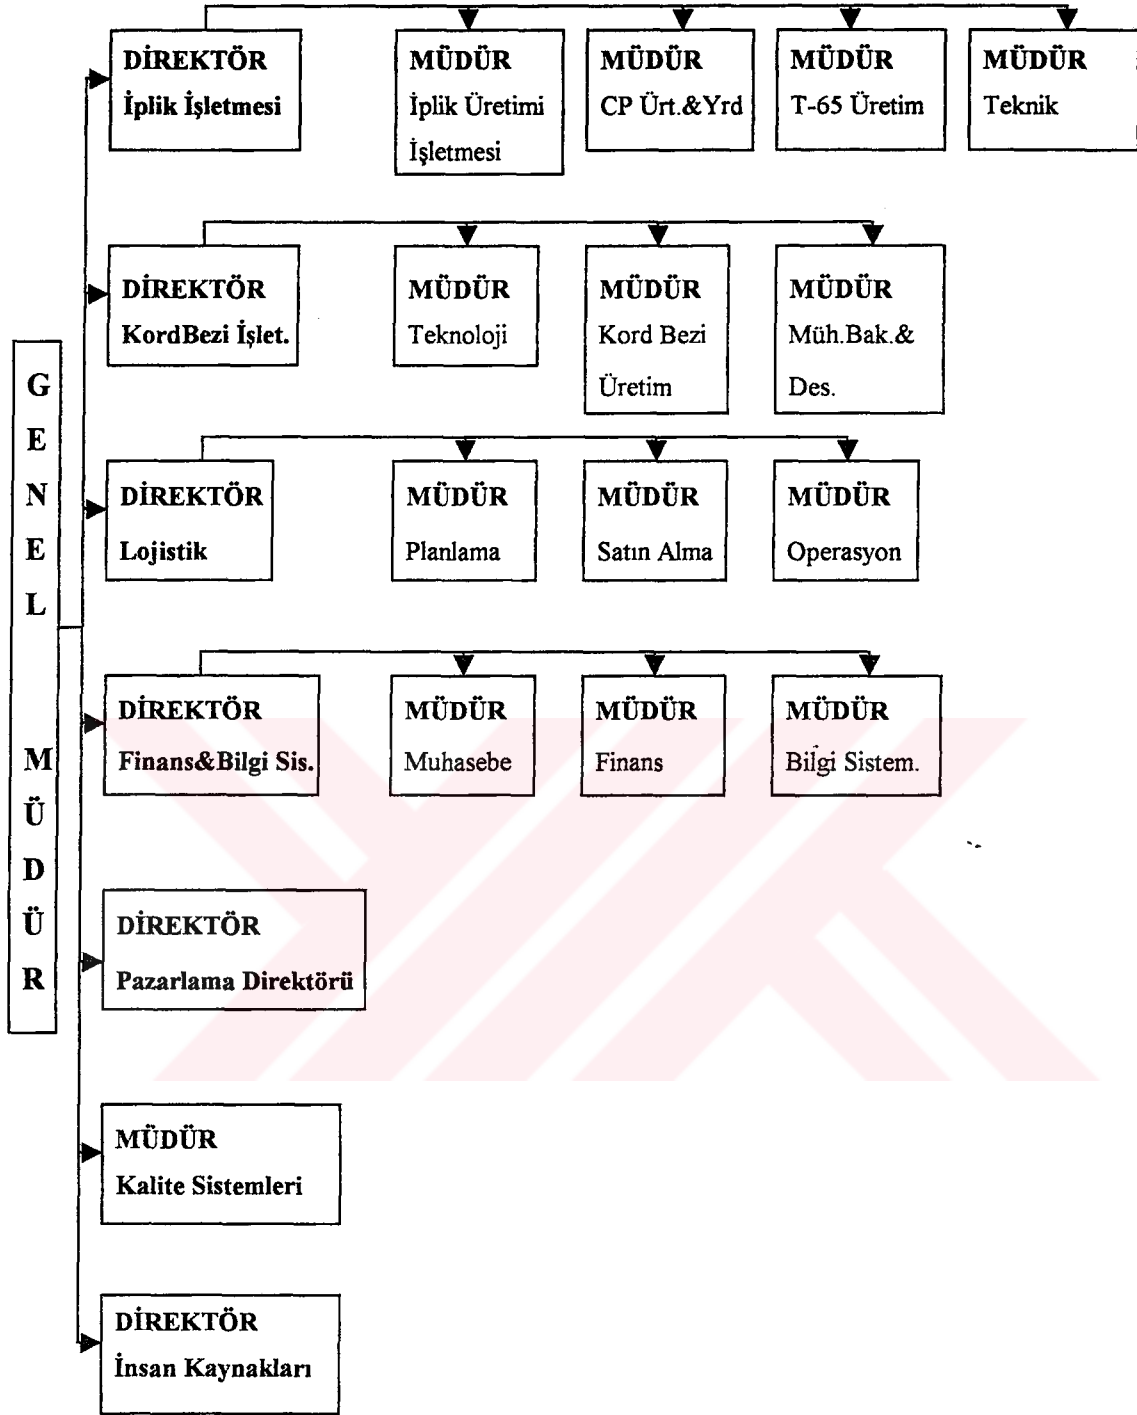 GENEL MÜDÜR
DİREKTÖR
İplik İşletmesi
MÜDÜR
İplik Üretimi
İşletmesi
MÜDÜR
CP Ürt.&Yrd
MÜDÜR
T-65 Üretim
MÜDÜR
Teknik
DİREKTÖR
KordBezi İşlet.
MÜDÜR
Teknoloji
MÜDÜR
Kord Bezi
Üretim
MÜDÜR
Müh.Bak.&
Des.
DİREKTÖR
Lojistik
MÜDÜR
Planlama
MÜDÜR
Satın Alma
MÜDÜR
Operasyon
DİREKTÖR
Finans&Bilgi Sis.
MÜDÜR
Muhasebe
MÜDÜR
Finans
MÜDÜR
Bilgi Sistem.
DİREKTÖR
Pazarlama Direktörü
MÜDÜR
Kalite Sistemleri
DİREKTÖR
İnsan Kaynakları